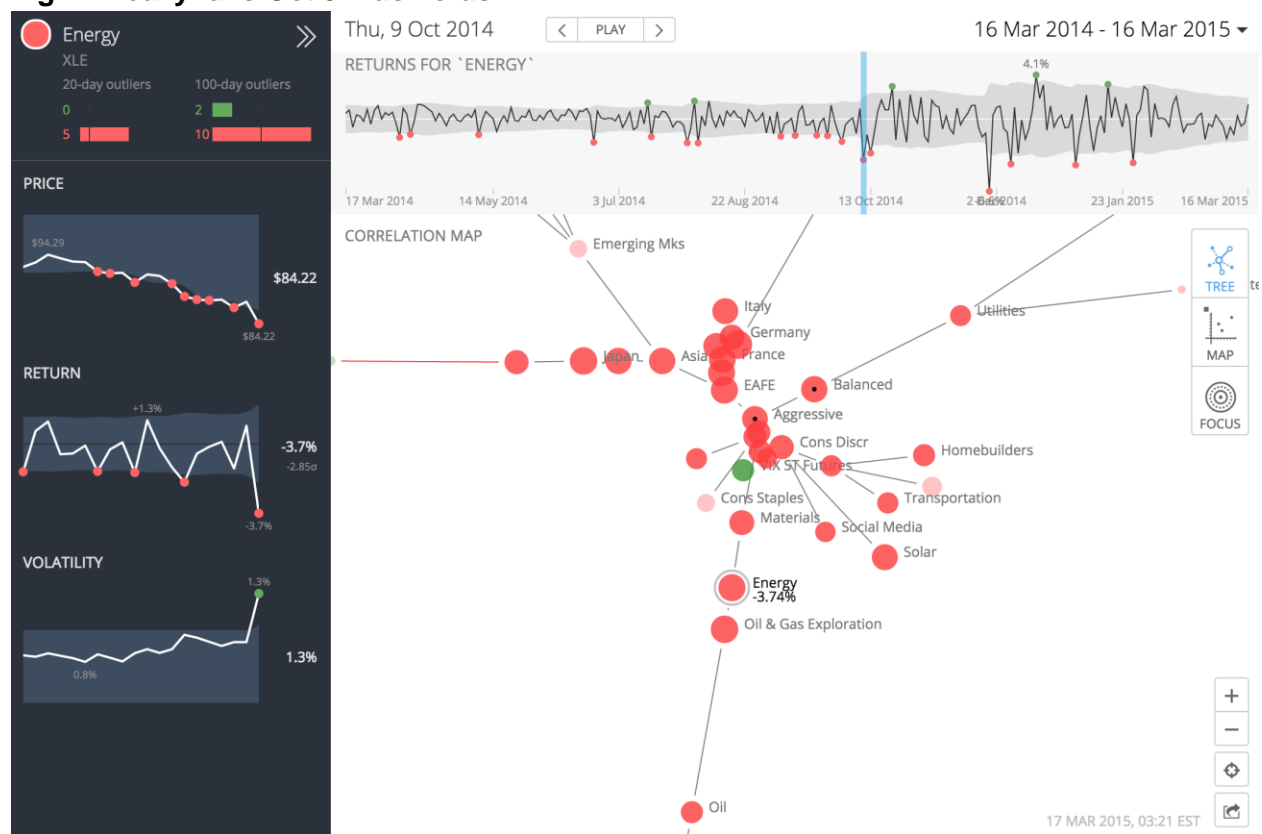 Energy
XLE
20-day outliers 100-day outliers
0 2
5 10
PRICE
$94.29
$84.22
$84.22
RETURN
+1.3%
-3.7%
-2.85σ
-3.7%
VOLATILITY
1.3%
1.3%
0.8%
Thu, 9 Oct 2014 PLAY 16 Mar 2014 - 16 Mar 2015
RETURNS FOR `ENERGY`
4.1%
17 Mar 2014 14 May 2014 3 Jul 2014 22 Aug 2014 13 Oct 2014 2014 23 Jan 2015 16 Mar 2015
-6.6%
CORRELATION MAP
Emerging Mks
TREE
Italy
Utilities
Germany
MAP
Japan Asia France
EAFE Balanced
FOCUS
Aggressive
Cons Discr
Homebuilders
VIX ST Futures
Cons Staples Transportation
Materials Social Media
Solar
Energy
-3.74%
Oil & Gas Exploration
Oil
17 MAR 2015, 03:21 EST